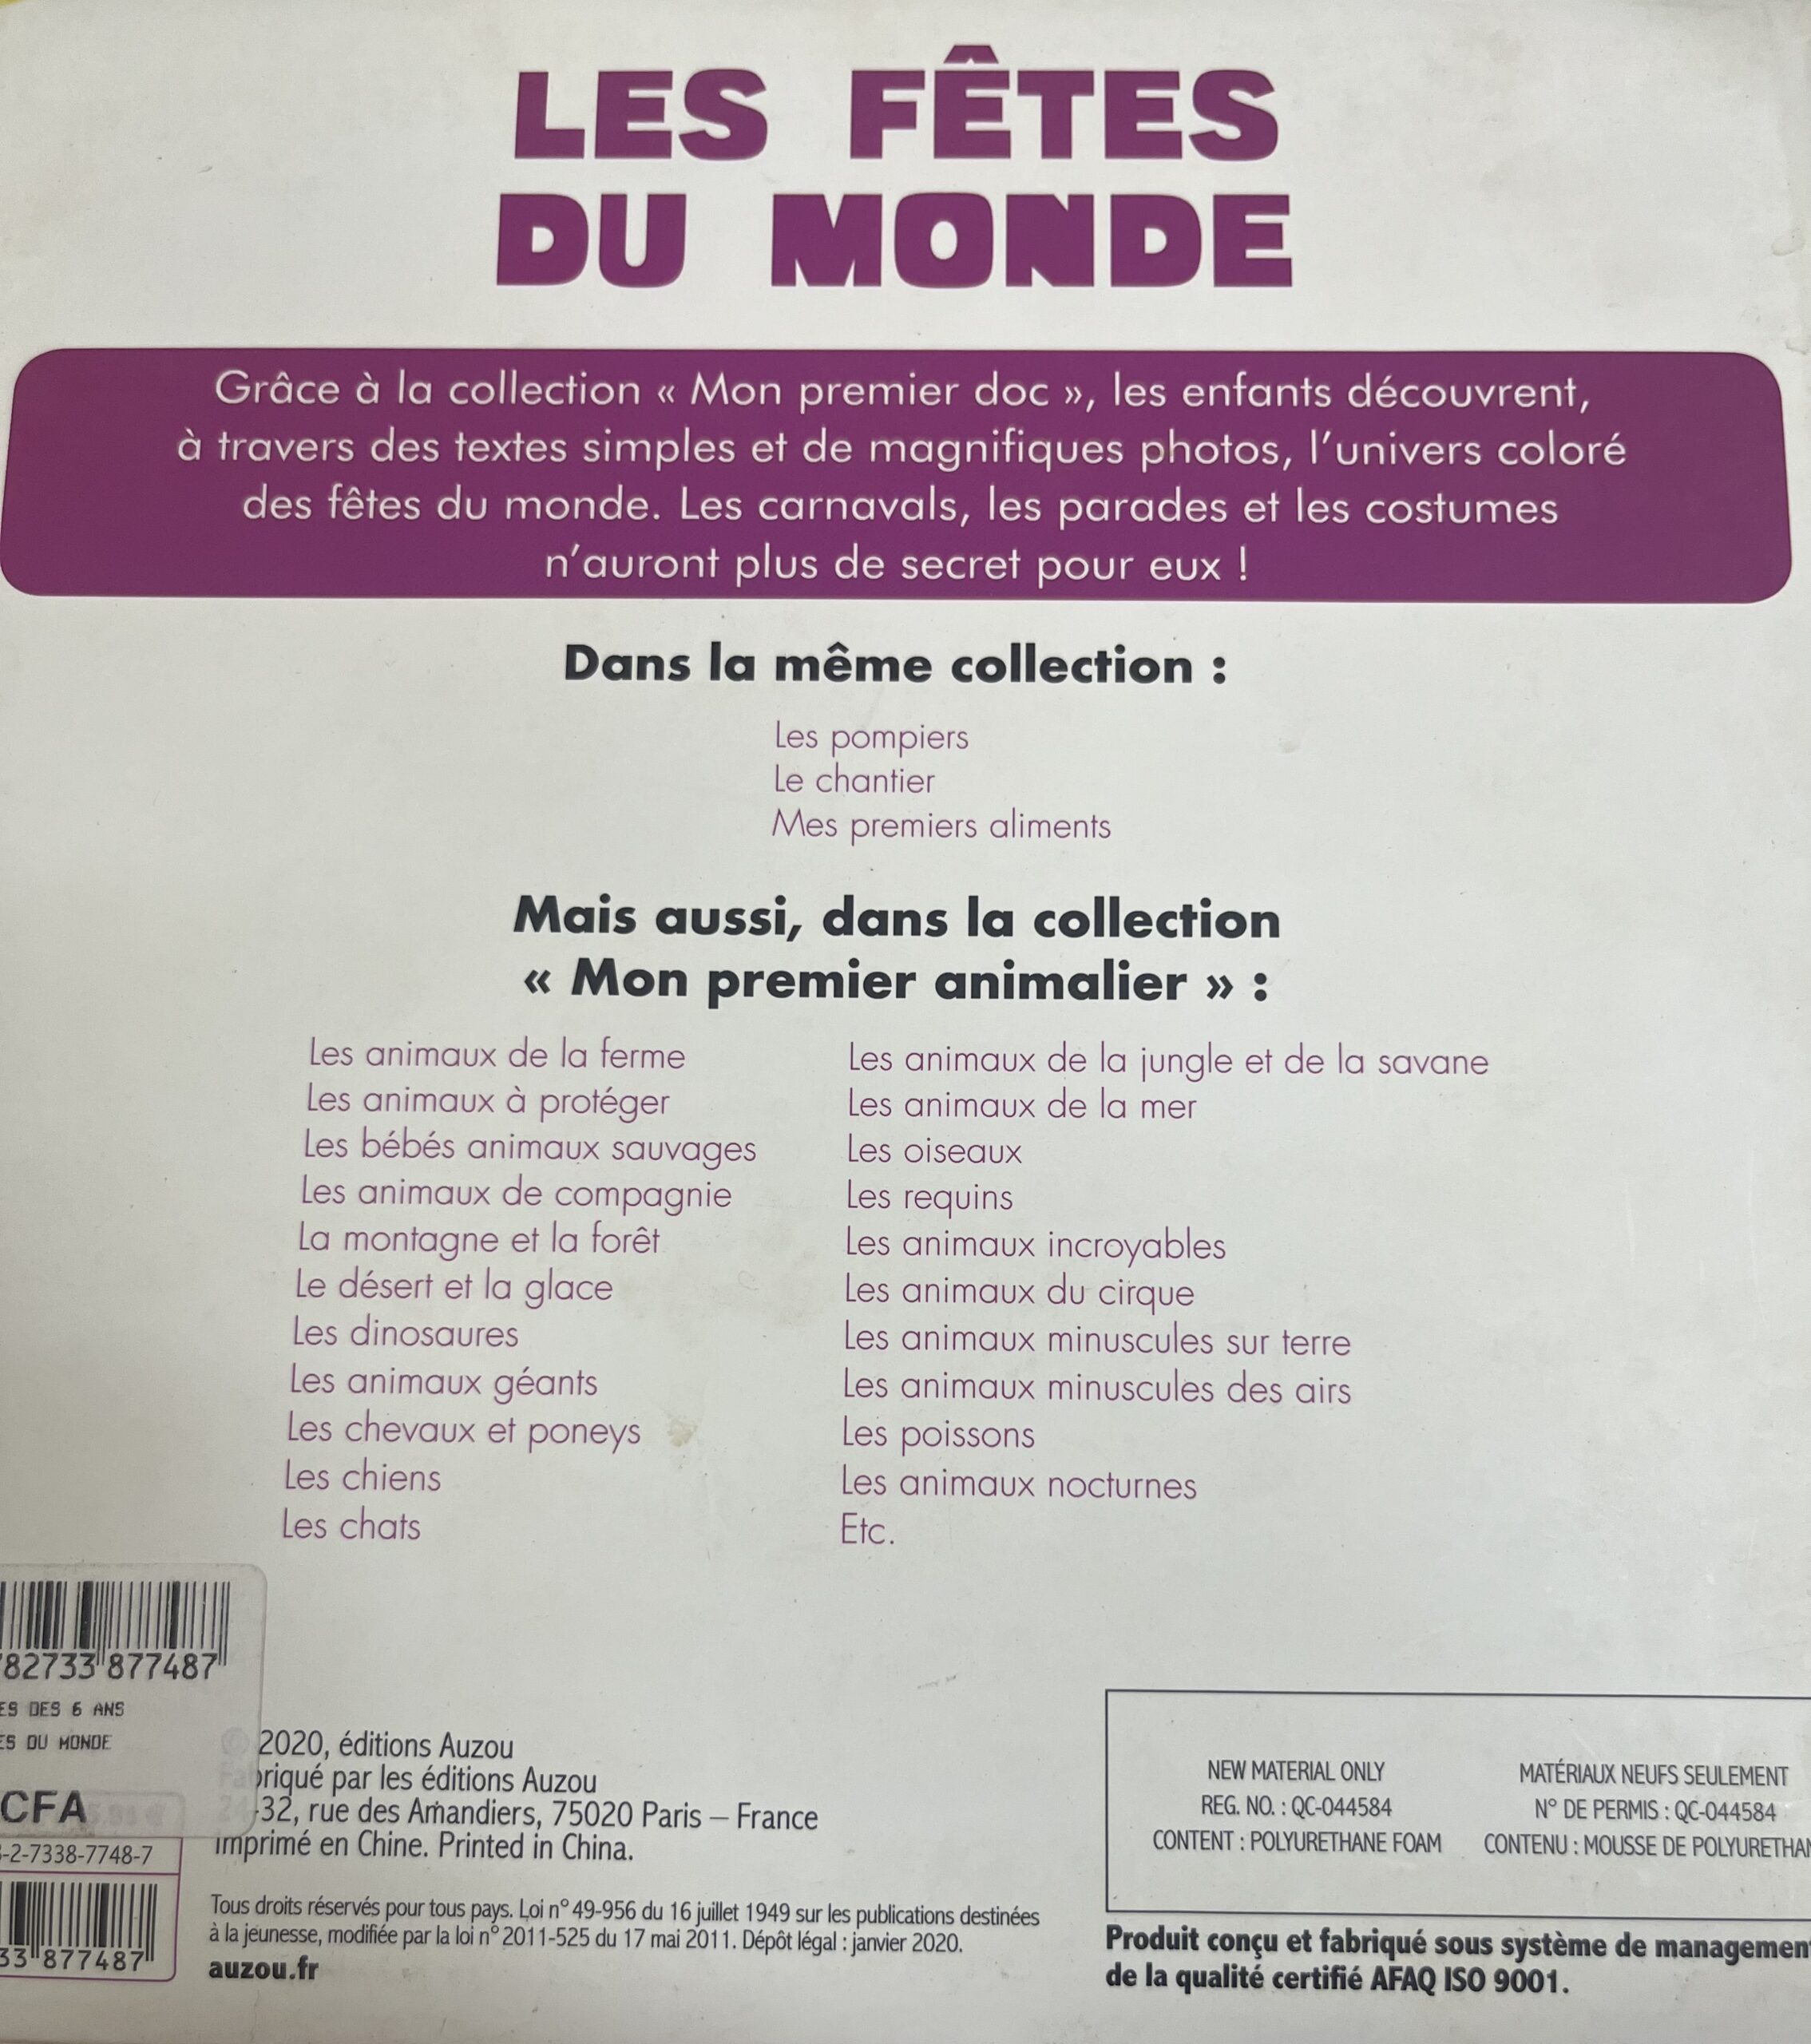 LES FÊTES
DU MONDE
Grâce à la collection « Mon premier doc », les enfants découvrent,
à travers des textes simples et de magnifiques photos, l'univers coloré
des fêtes du monde. Les carnavals, les parades et les costumes
n'auront plus de secret pour eux !
Dans la même collection :
Les pompiers
Le chantier
Mes premiers aliments
Mais aussi, dans la collection
« Mon premier animalier » :
Les animaux de la ferme
Les animaux à protéger
Les bébés animaux sauvages
Les animaux de compagnie
La montagne et la forêt
Le désert et la glace
Les dinosaures
Les animaux géants
Les chevaux et poneys
Les chiens
Les chats
Les animaux de la jungle et de la savane
Les animaux de la mer
Les oiseaux
Les requins
Les animaux incroyables
Les animaux du cirque
Les animaux minuscules sur terre
Les animaux minuscules des airs
Les poissons
Les animaux nocturnes
Etc.
82733 877487
ES DES 6 ANS
ES DU MONDE
CFA
-2-7338-7748-7
33 877487
© 2020, éditions Auzou
Fabriqué par les éditions Auzou
24-32, rue des Amandiers, 75020 Paris – France
Imprimé en Chine. Printed in China.
Tous droits réservés pour tous pays. Loi n° 49-956 du 16 juillet 1949 sur les publications destinées
à la jeunesse, modifiée par la loi n° 2011-525 du 17 mai 2011. Dépôt légal : janvier 2020.
auzou.fr
NEW MATERIAL ONLY
REG. NO. : QC-044584
CONTENT : POLYURETHANE FOAM
MATÉRIAUX NEUFS SEULEMENT
N° DE PERMIS : QC-044584
CONTENU : MOUSSE DE POLYURETHAN
Produit conçu et fabriqué sous système de management
de la qualité certifié AFAQ ISO 9001.